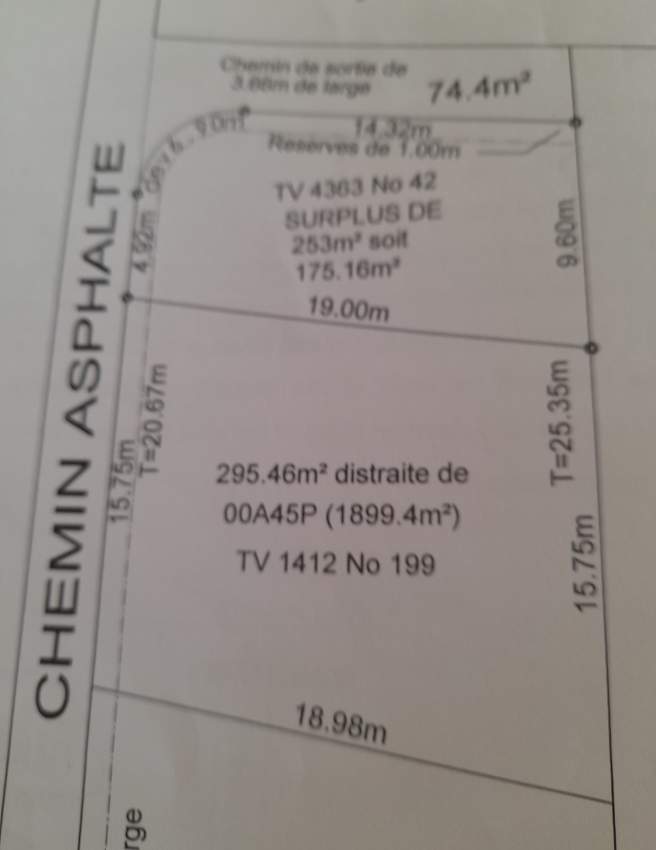 Chemin de sortie de
3.66m de large
74.4m²
14.32m
Reserves de 1.00m
TV 4363 No 42
SURPLUS DE
253m² soit
175.16m²
4.92m
9.60m
19.00m
CHEMIN ASPHALTE
15.75m
T=20.67m
T=25.35m
15.75m
295.46m² distraite de
00A45P (1899.4m²)
TV 1412 No 199
18.98m
rge